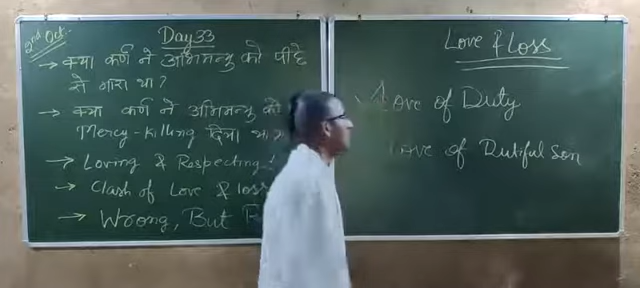 2nd Oct.
Day 33
→ क्या कर्ण ने अभिमन्यु को पीछे
से मारा था?
→ क्या कर्ण ने अभिमन्यु को
Mercy-killing दिया था
→ Loving & Respecting
→ Clash of Love & loss
→ Wrong, But
Love & Loss
Love of Duty
Love of Dutiful son